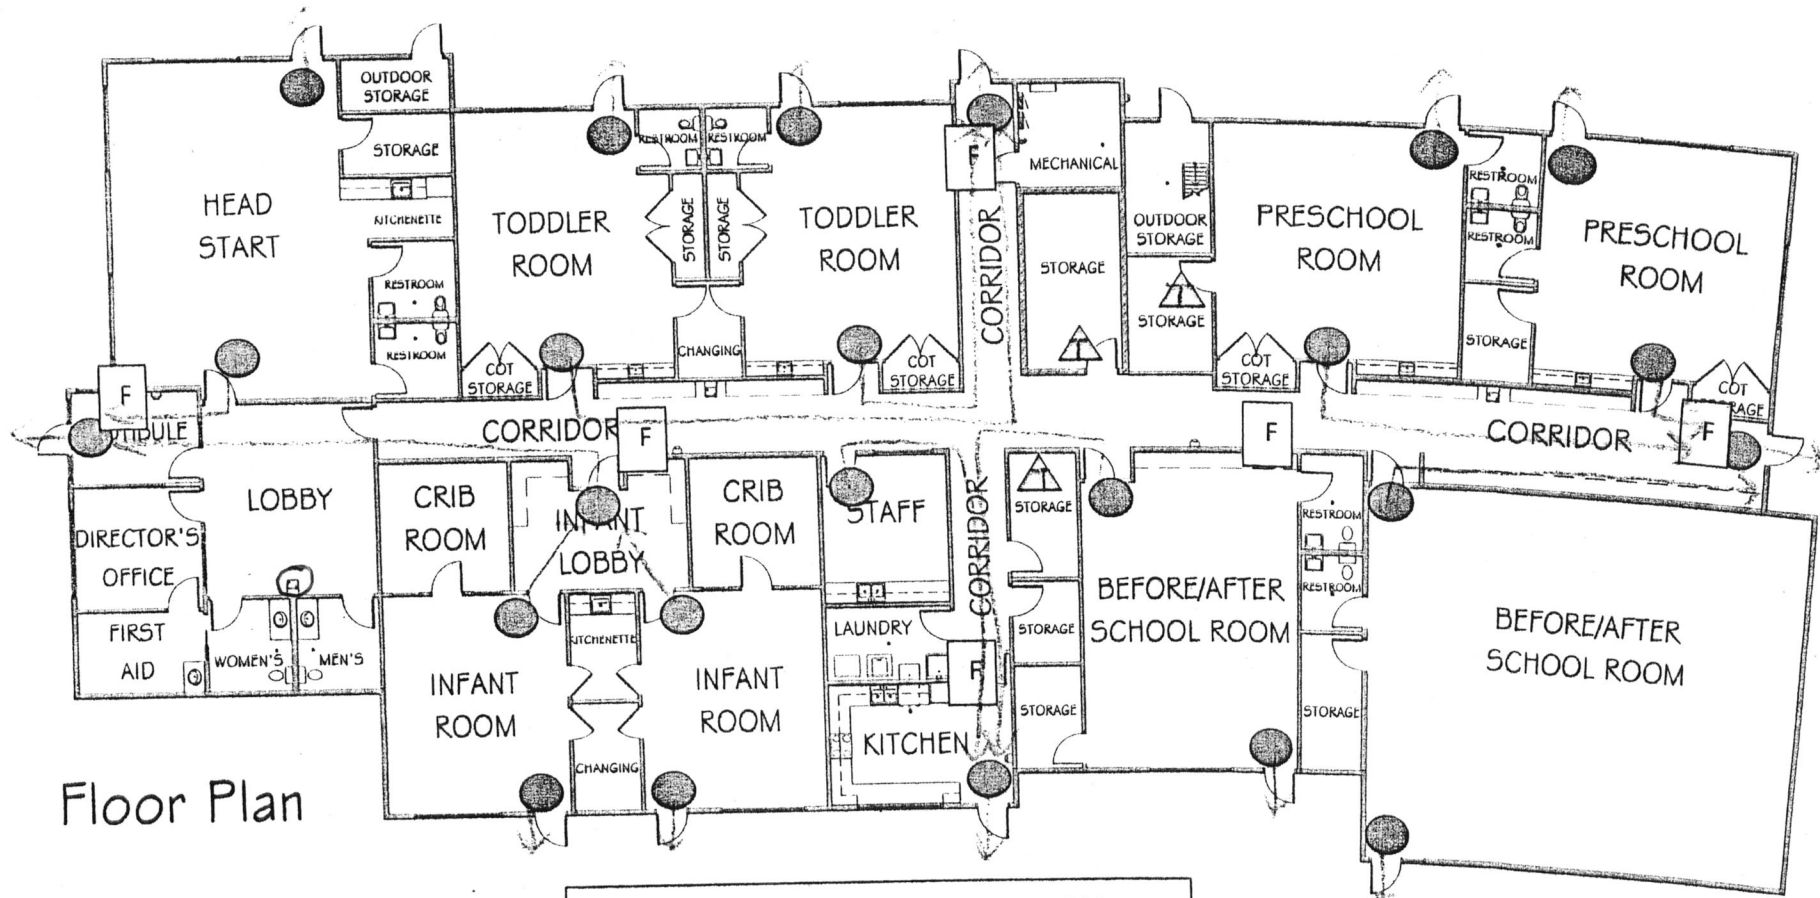 OUTDOOR
STORAGE
STORAGE
HEAD
START
KITCHENETTE
RESTROOM
RESTROOM
RESTROOM
RESTROOM
TODDLER
ROOM
STORAGE
STORAGE
TODDLER
ROOM
CHANGING
COT
STORAGE
COT
STORAGE
F
MECHANICAL
CORRIDOR
STORAGE
OUTDOOR
STORAGE
T
STORAGE
T
PRESCHOOL
ROOM
COT
STORAGE
RESTROOM
RESTROOM
STORAGE
PRESCHOOL
ROOM
COT
F
CORRIDOR
F
F
CORRIDOR
F
LOBBY
DIRECTOR'S
OFFICE
FIRST
AID
WOMEN'S
MEN'S
CRIB
ROOM
INFANT
LOBBY
CRIB
ROOM
STAFF
CORRIDOR
T
STORAGE
STORAGE
STORAGE
KITCHENETTE
INFANT
ROOM
INFANT
ROOM
CHANGING
LAUNDRY
F
KITCHEN
BEFORE/AFTER
SCHOOL ROOM
RESTROOM
RESTROOM
STORAGE
BEFORE/AFTER
SCHOOL ROOM
Floor Plan